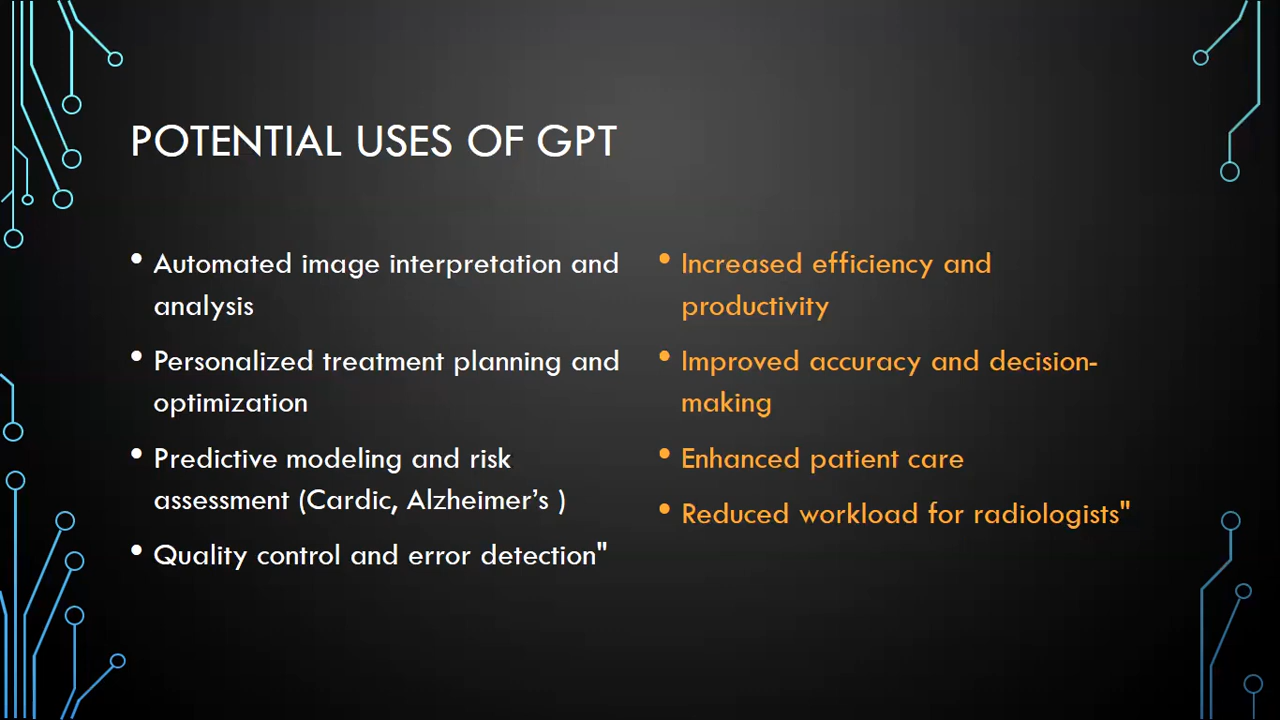 POTENTIAL USES OF GPT
• Automated image interpretation and
analysis
• Personalized treatment planning and
optimization
• Predictive modeling and risk
assessment (Cardic, Alzheimer’s )
• Quality control and error detection"
• Increased efficiency and
productivity
• Improved accuracy and decision-
making
• Enhanced patient care
• Reduced workload for radiologists"